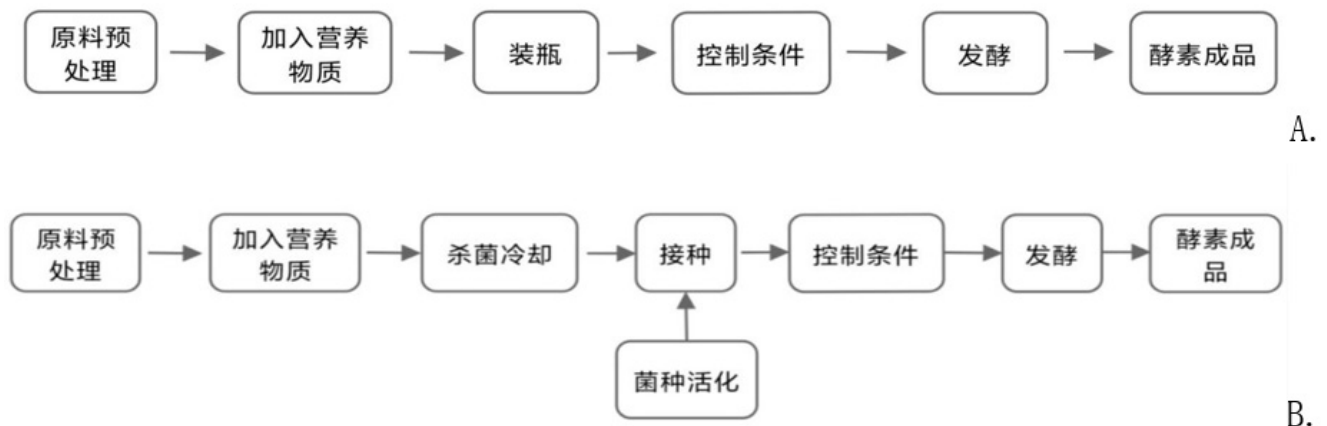 原料预
处理
加入营养
物质
装瓶
控制条件
发酵
酵素成品
A.
原料预
处理
加入营养
物质
杀菌冷却
接种
控制条件
发酵
酵素成
品
菌种活化
B.